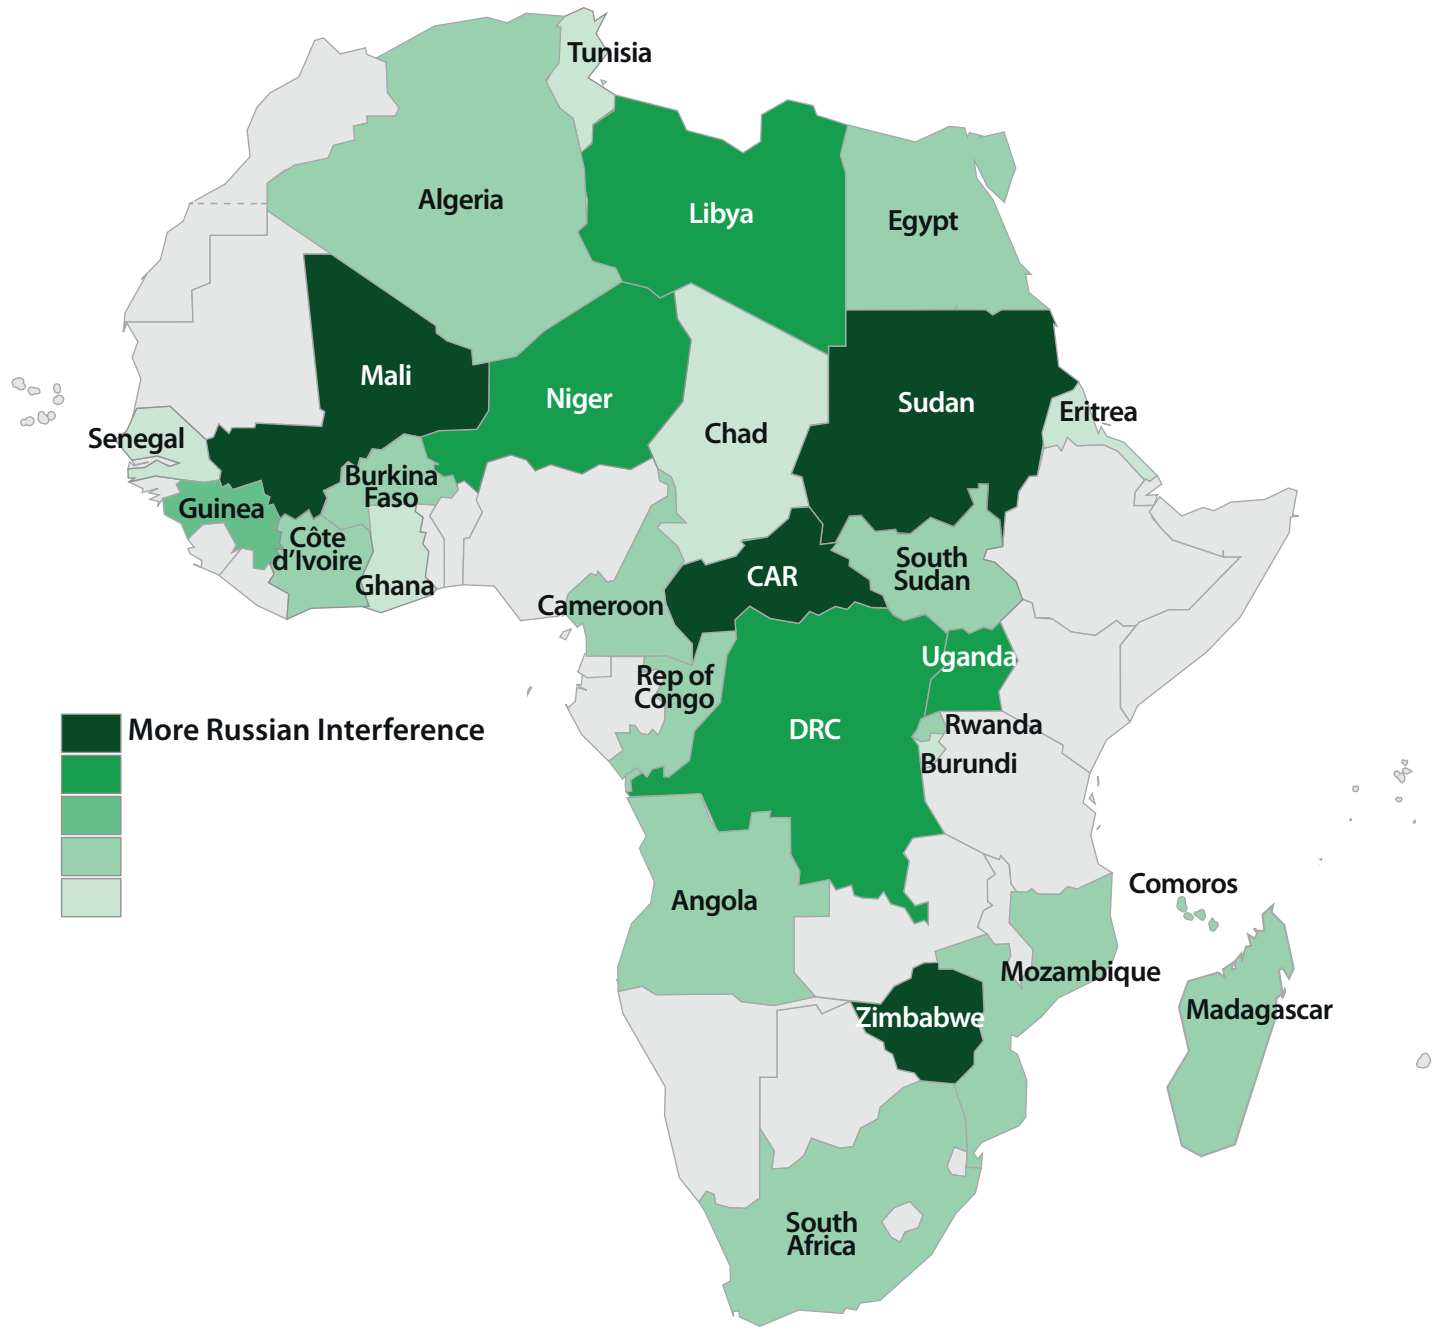 Tunisia
Algeria
Libya
Egypt
Mali
Niger
Sudan
Chad
Eritrea
Senegal
Burkina
Faso
Guinea
Côte
d'Ivoire
Ghana
CAR
South
Sudan
Cameroon
Uganda
Rep of
Congo
More Russian Interference
DRC
Rwanda
Burundi
Angola
Comoros
Mozambique
Madagascar
Zimbabwe
South
Africa